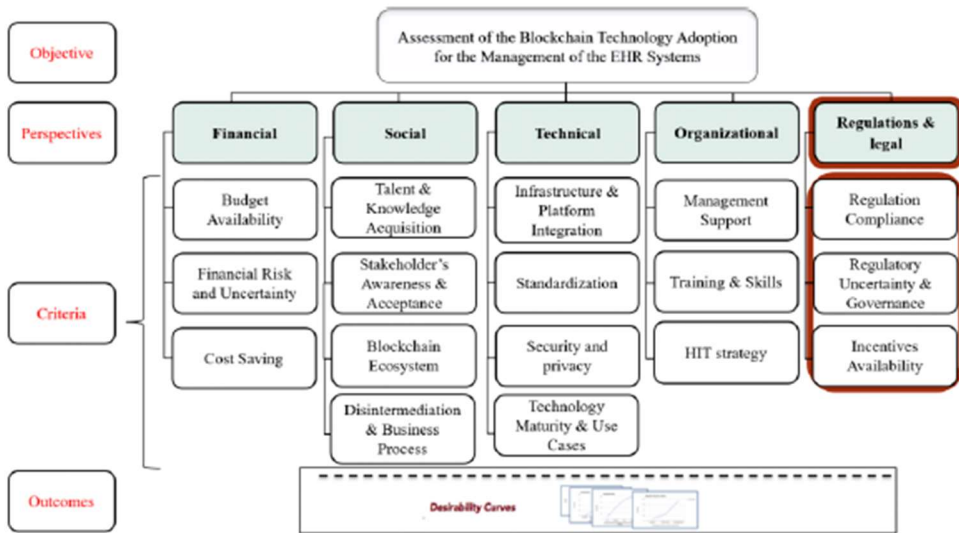 Objective
Assessment of the Blockchain Technology Adoption
for the Management of the EHR Systems
Perspectives
Financial
Social
Technical
Organizational
Regulations &
legal
Criteria
Budget
Availability
Financial Risk
and Uncertainty
Cost Saving
Talent &
Knowledge
Acquisition
Stakeholder's
Awareness &
Acceptance
Blockchain
Ecosystem
Disintermediation
& Business
Process
Infrastructure &
Platform
Integration
Standardization
Security and
privacy
Technology
Maturity & Use
Cases
Management
Support
Training & Skills
HIT strategy
Regulation
Compliance
Regulatory
Uncertainty &
Governance
Incentives
Availability
Outcomes
Desirability Curves